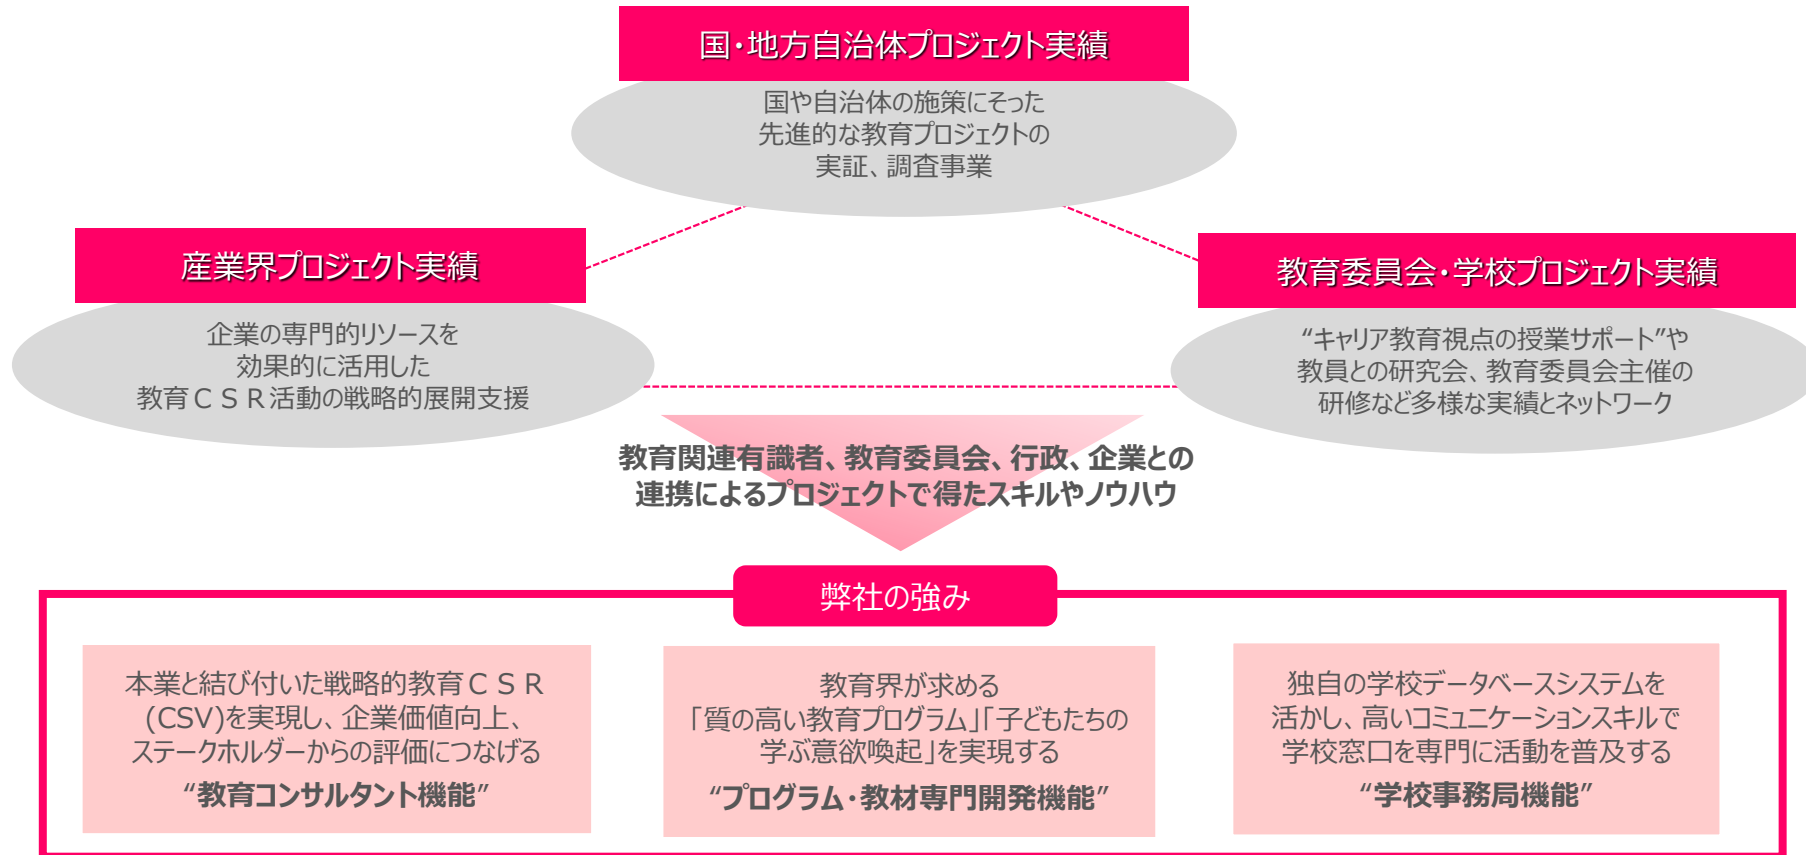 国・地方自治体プロジェクト実績
国や自治体の施策にそった
先進的な教育プロジェクトの
実証、調査事業
産業界プロジェクト実績
企業の専門的リソースを
効果的に活用した
教育ＣＳＲ活動の戦略的展開支援
教育委員会・学校プロジェクト実績
“キャリア教育視点の授業サポート”や
教員との研究会、教育委員会主催の
研修など多様な実績とネットワーク
教育関連有識者、教育委員会、行政、企業との
連携によるプロジェクトで得たスキルやノウハウ
弊社の強み
本業と結び付いた戦略的教育ＣＳＲ
(CSV)を実現し、企業価値向上、
ステークホルダーからの評価につなげる
“教育コンサルタント機能”
教育界が求める
「質の高い教育プログラム」「子どもたちの
学ぶ意欲喚起」を実現する
“プログラム・教材専門開発機能”
独自の学校データベースシステムを
活かし、高いコミュニケーションスキルで
学校窓口を専門に活動を普及する
“学校事務局機能”